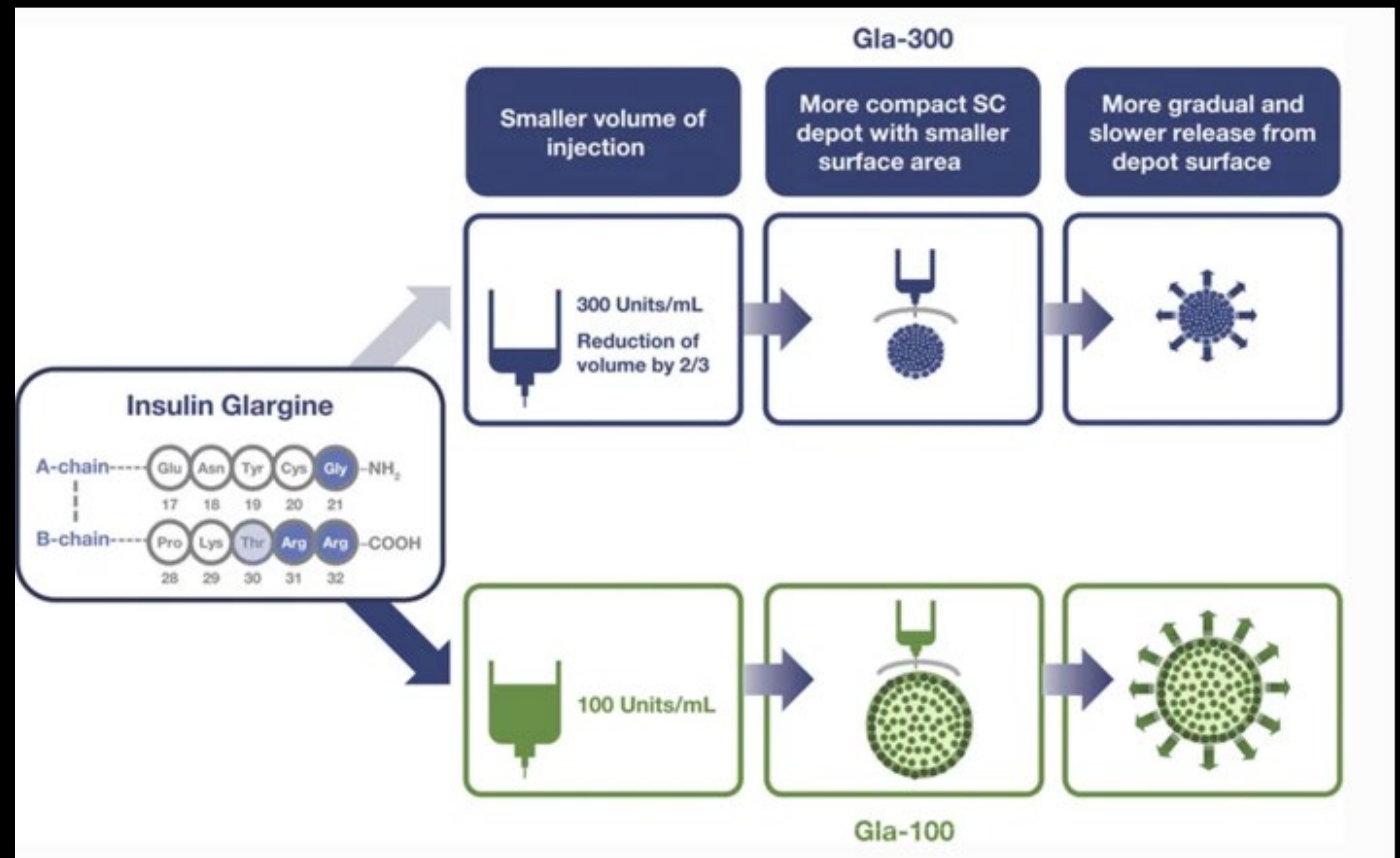 Gla-300
Smaller volume of
injection
More compact SC
depot with smaller
surface area
More gradual and
slower release from
depot surface
300 Units/mL
Reduction of
volume by 2/3
Insulin Glargine
A-chain Glu Asn Tyr Cys Gly NH₂
17 18 19 20 21
B-chain Pro Lys Thr Arg Arg COOH
28 29 30 31 32
100 Units/mL
Gla-100